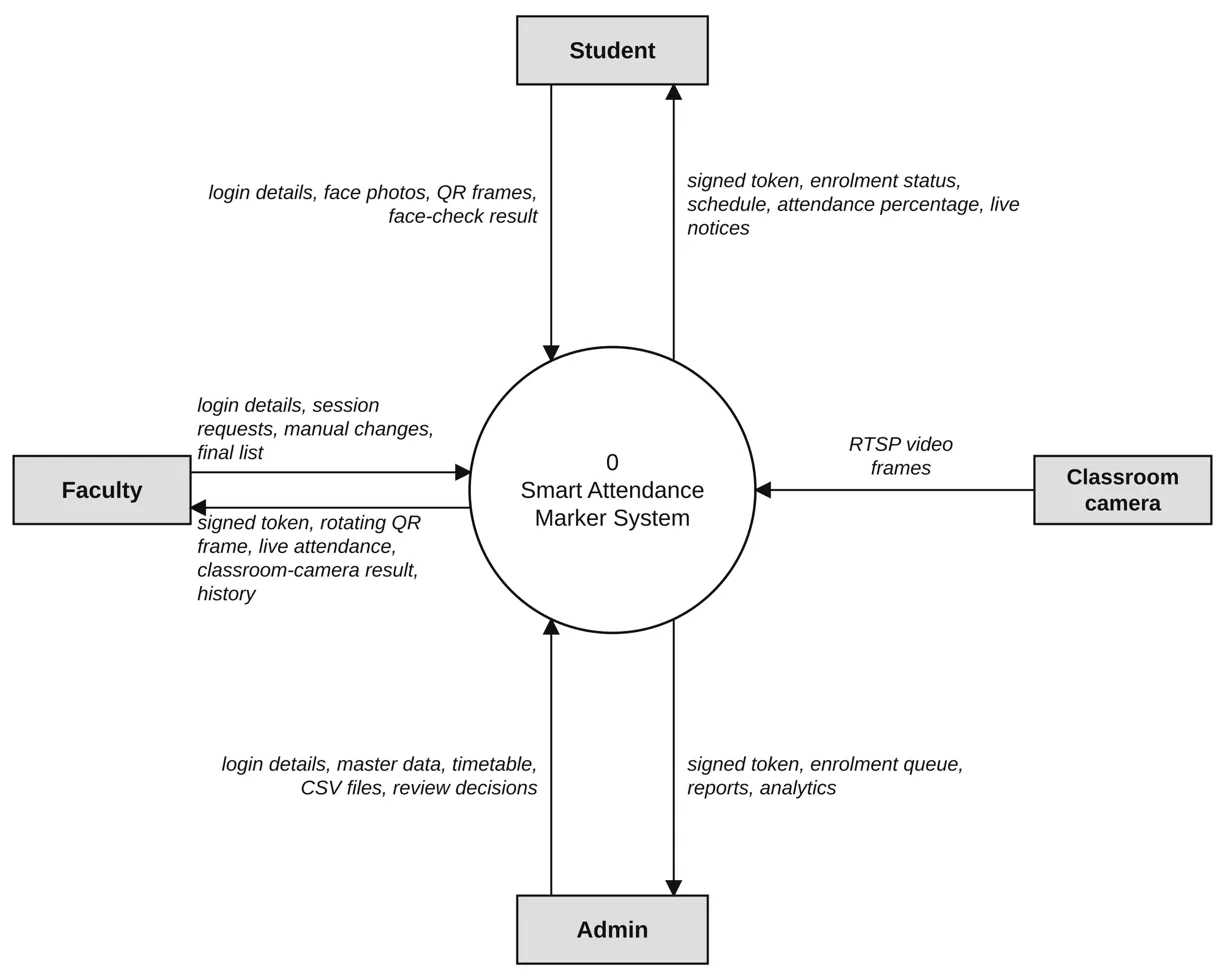 Student
login details, face photos, QR frames,
face-check result
signed token, enrolment status,
schedule, attendance percentage, live
notices
login details, session
requests, manual changes,
final list
Faculty
signed token, rotating QR
frame, live attendance,
classroom-camera result,
history
0
Smart Attendance
Marker System
RTSP video
frames
Classroom
camera
login details, master data, timetable,
CSV files, review decisions
signed token, enrolment queue,
reports, analytics
Admin